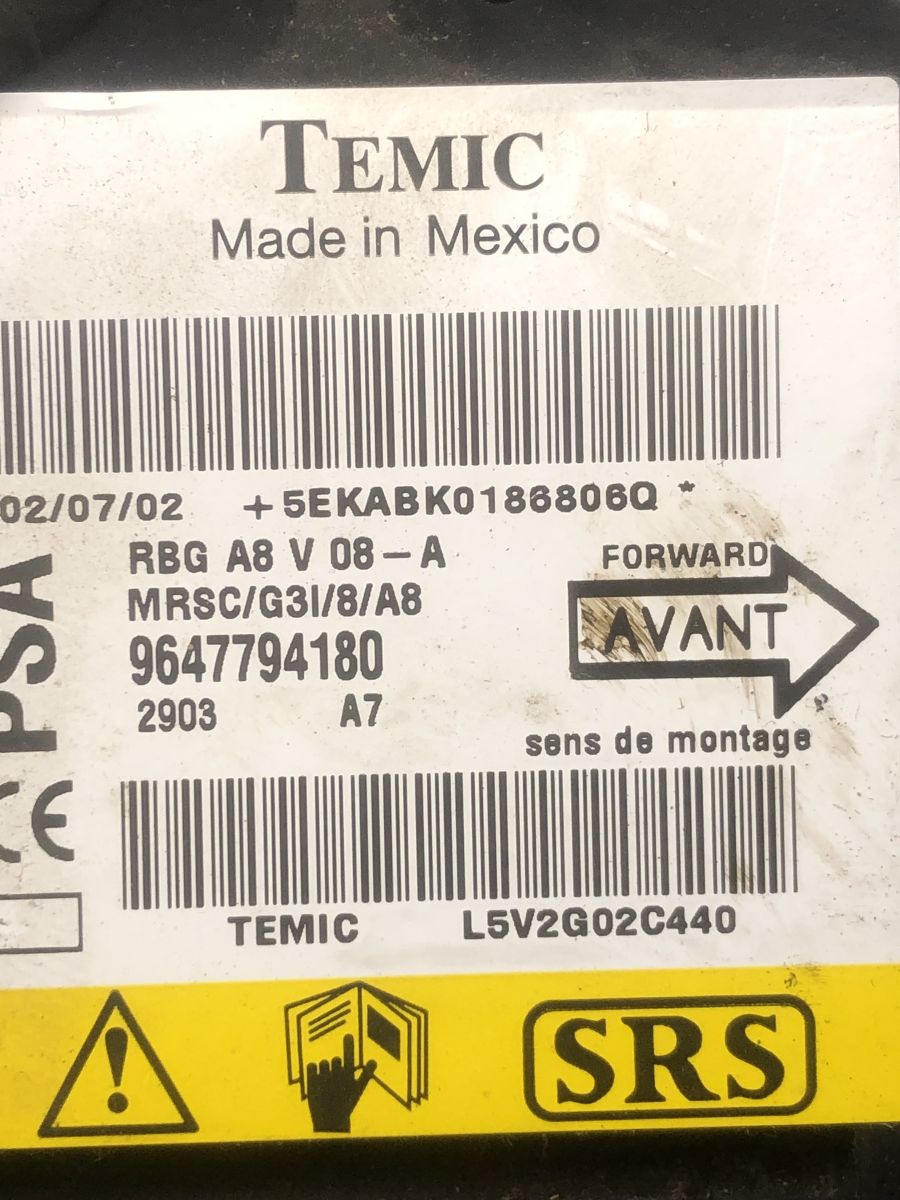 TEMIC
Made in Mexico
02/07/02 +5EKABK0186806Q *
RBG A8 V 08-A
FORWARD
MRSC/G3I/8/A8
AVANT
9647794180
2903 A7
sens de montage
PSA
CE
TEMIC L5V2G02C440
SRS